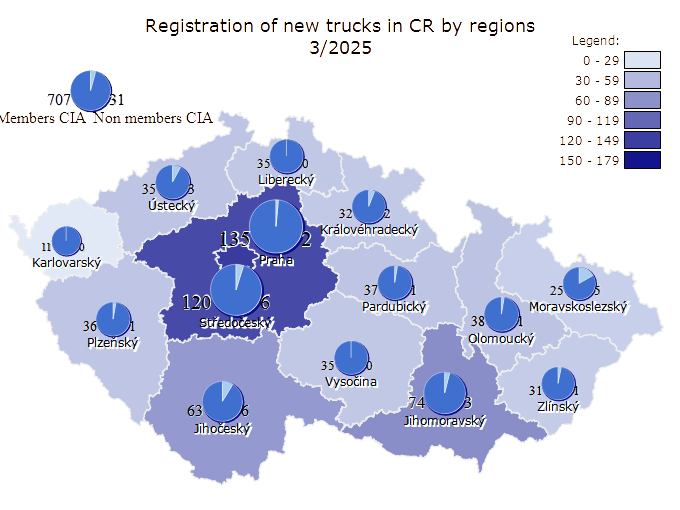 Registration of new trucks in CR by regions
3/2025
Legend:
0 - 29
30 - 59
60 - 89
90 - 119
120 - 149
150 - 179
707 31
Members CIA Non members CIA
35 0
Liberecký
35 3
Ústecký
32 2
Královéhradecký
11 0
Karlovarský
135 2
Praha
120 6
Středočeský
37 1
Pardubický
25 5
Moravskoslezský
36 1
Plzeňský
38 1
Olomoucký
35 0
Vysočina
31 1
Zlínský
63 6
Jihočeský
74 3
Jihomoravský